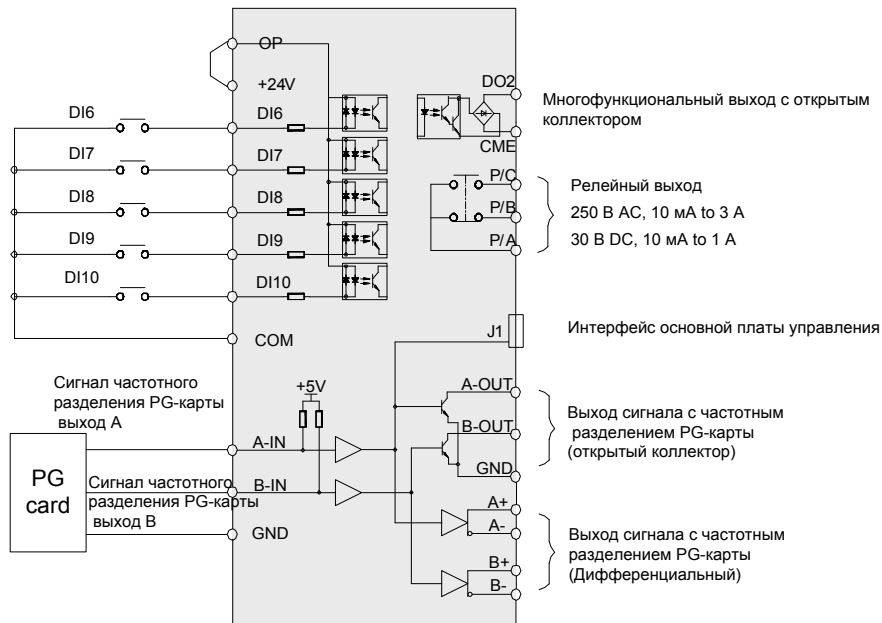 OP
+24V
DI6
DI6
DI7
DI7
DI8
DI8
DI9
DI9
DI10
DI10
COM
DO2
CME
Многофункциональный выход с открытым
коллектором
P/C
P/B
P/A
Релейный выход
250 В AC, 10 мА to 3 A
30 В DC, 10 мА to 1 A
J1
Интерфейс основной платы управления
Сигнал частотного
разделения PG-карты
выход А
+5V
A-IN
PG
card
Сигнал частотного
разделения PG-карты
выход B
B-IN
GND
A-OUT
B-OUT
GND
Выход сигнала с частотным
разделением PG-карты
(открытый коллектор)
A+
A-
B+
B-
Выход сигнала с частотным
разделением PG-карты
(Дифференциальный)